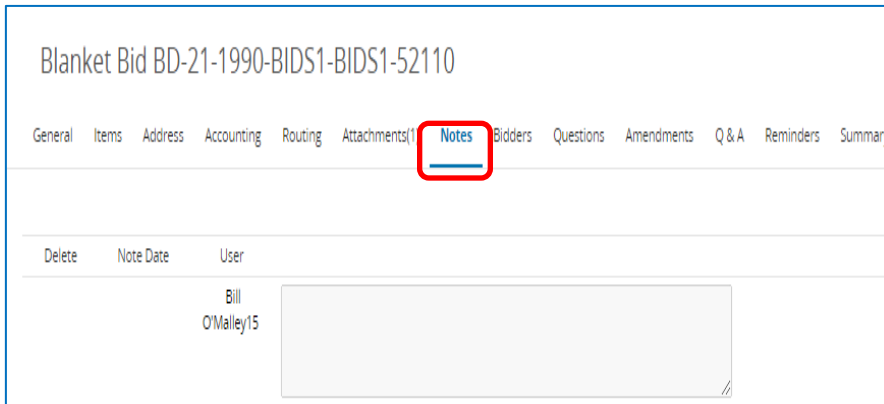 Blanket Bid BD-21-1990-BIDS1-BIDS1-52110
General Items Address Accounting Routing Attachments(1) Notes Bidders Questions Amendments Q & A Reminders Summar
Delete Note Date User
Bill
O'Malley15